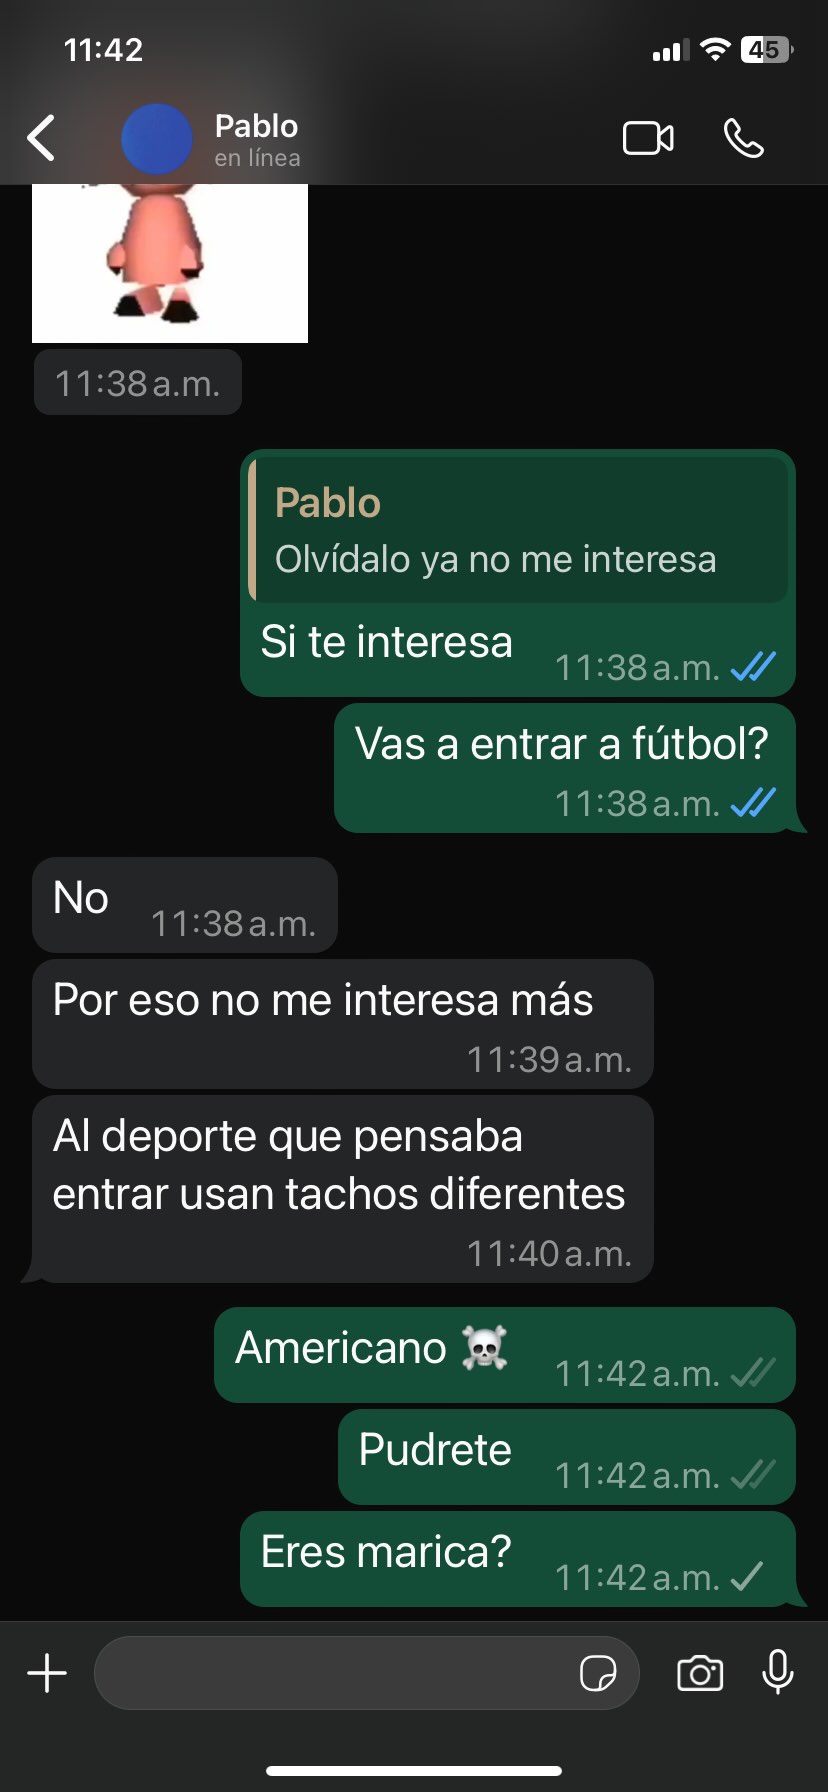 11:42
45
Pablo
en línea
11:38 a.m.
Pablo
Olvídalo ya no me interesa
Si te interesa
11:38 a.m.
Vas a entrar a fútbol?
11:38 a.m.
No
11:38 a.m.
Por eso no me interesa más
11:39 a.m.
Al deporte que pensaba
entrar usan tachos diferentes
11:40 a.m.
Americano ☠️
11:42 a.m.
Pudrete
11:42 a.m.
Eres marica?
11:42 a.m.